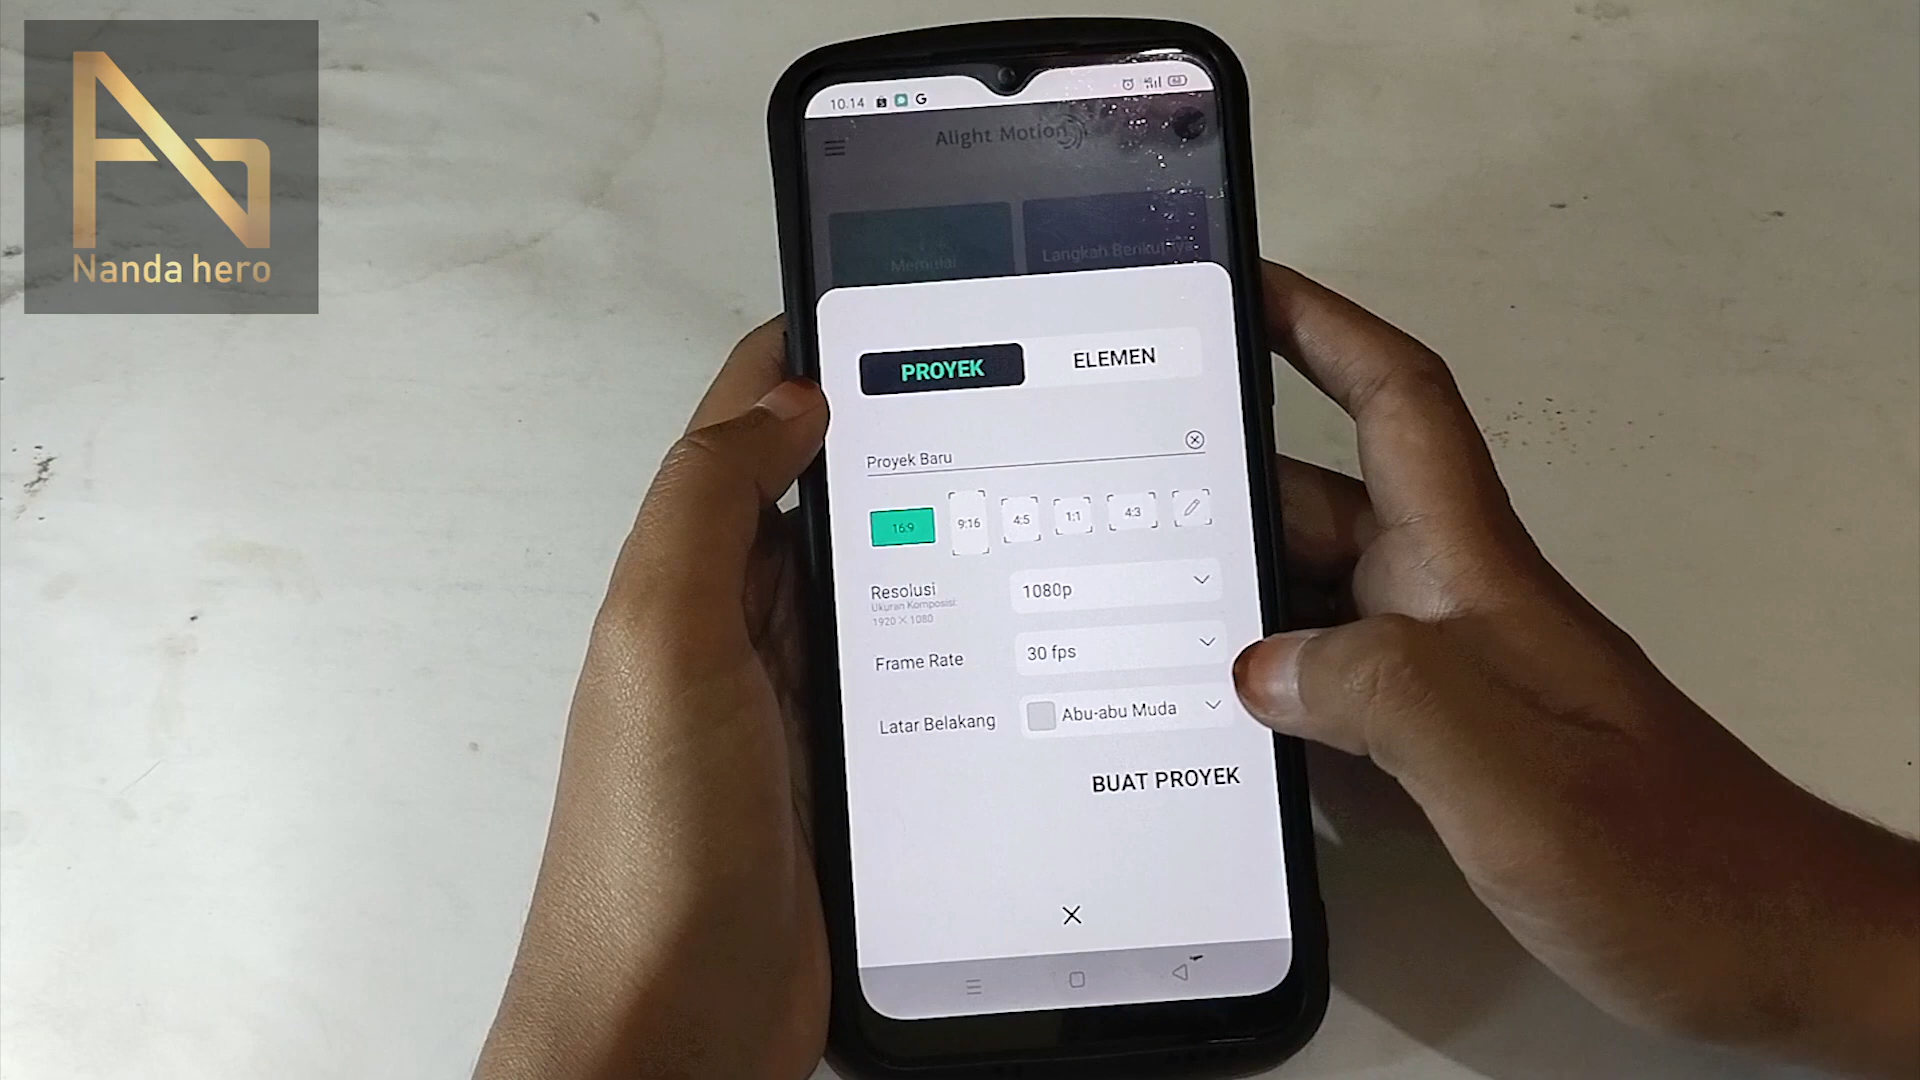 Nanda hero
10.14
Alight Motion
Memulai
Langkah Berikutnya
PROYEK
ELEMEN
Proyek Baru
16:9
9:16
4:5
1:1
4:3
Resolusi
Ukuran Komposisi:
1920 X 1080
1080p
Frame Rate
30 fps
Latar Belakang
Abu-abu Muda
BUAT PROYEK